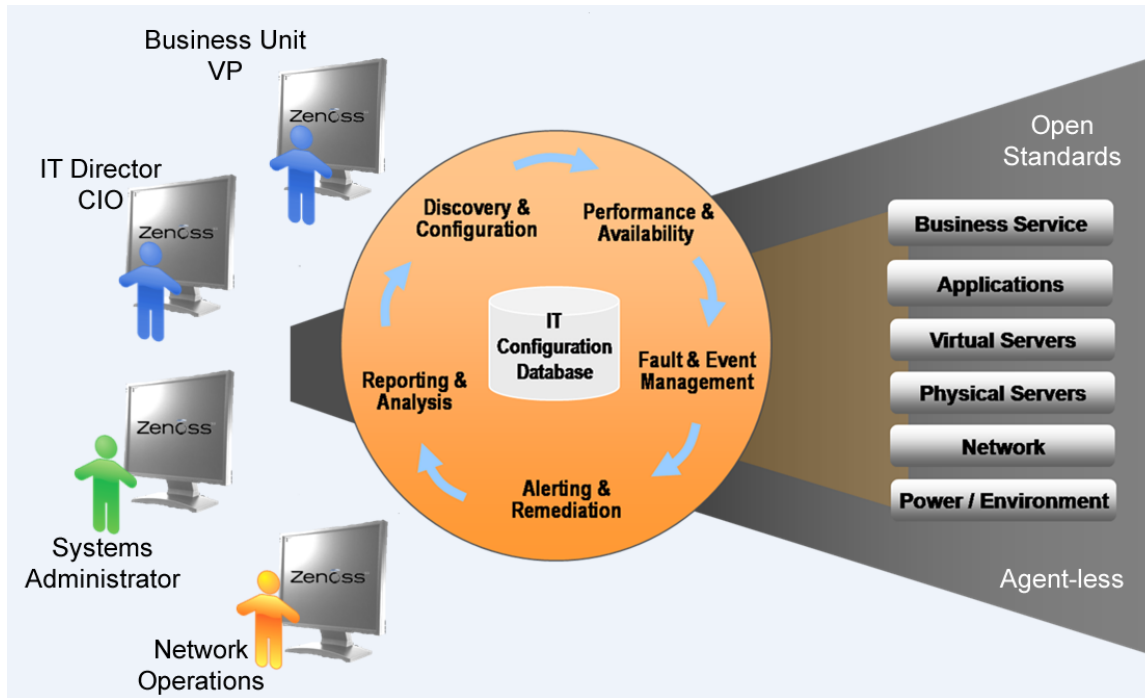 Business Unit
VP
Zenoss
IT Director
CIO
Zenoss
Zenoss
Systems
Administrator
Zenoss
Network
Operations
Discovery &
Configuration
Performance &
Availability
Fault & Event
Management
Alerting &
Remediation
Reporting &
Analysis
IT
Configuration
Database
Open
Standards
Business Service
Applications
Virtual Servers
Physical Servers
Network
Power / Environment
Agent-less